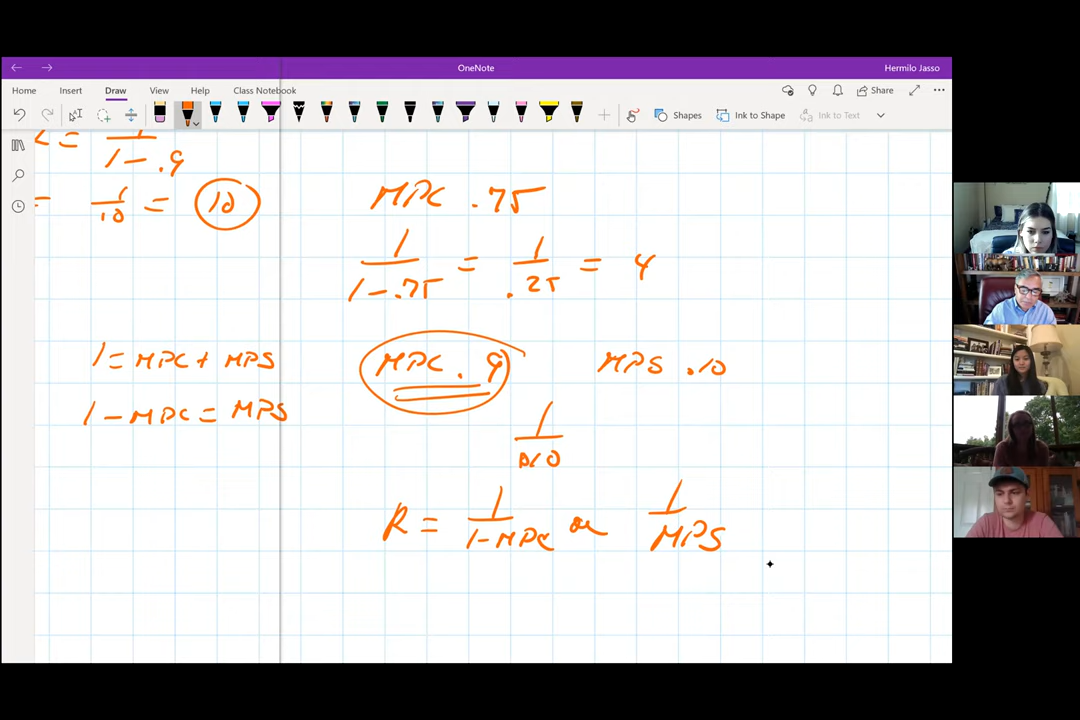 OneNote
Hermilo Jasso
Home Insert Draw View Help Class Notebook
Share
Shapes Ink to Shape Ink to Text
= 1/1-.9
= 1/.10 = 10
MPC .75
1/1-.75 = 1/.25 = 4
1=MPC+MPS
1-MPC=MPS
MPC .9 MPS .10
R = 1/1-MPC or 1/MPS